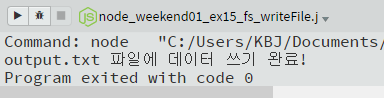 node_weekend01_ex15_fs_writeFile.j
Command: node "C:/Users/KBJ/Documents/
output.txt 파일에 데이터 쓰기 완료!
Program exited with code 0